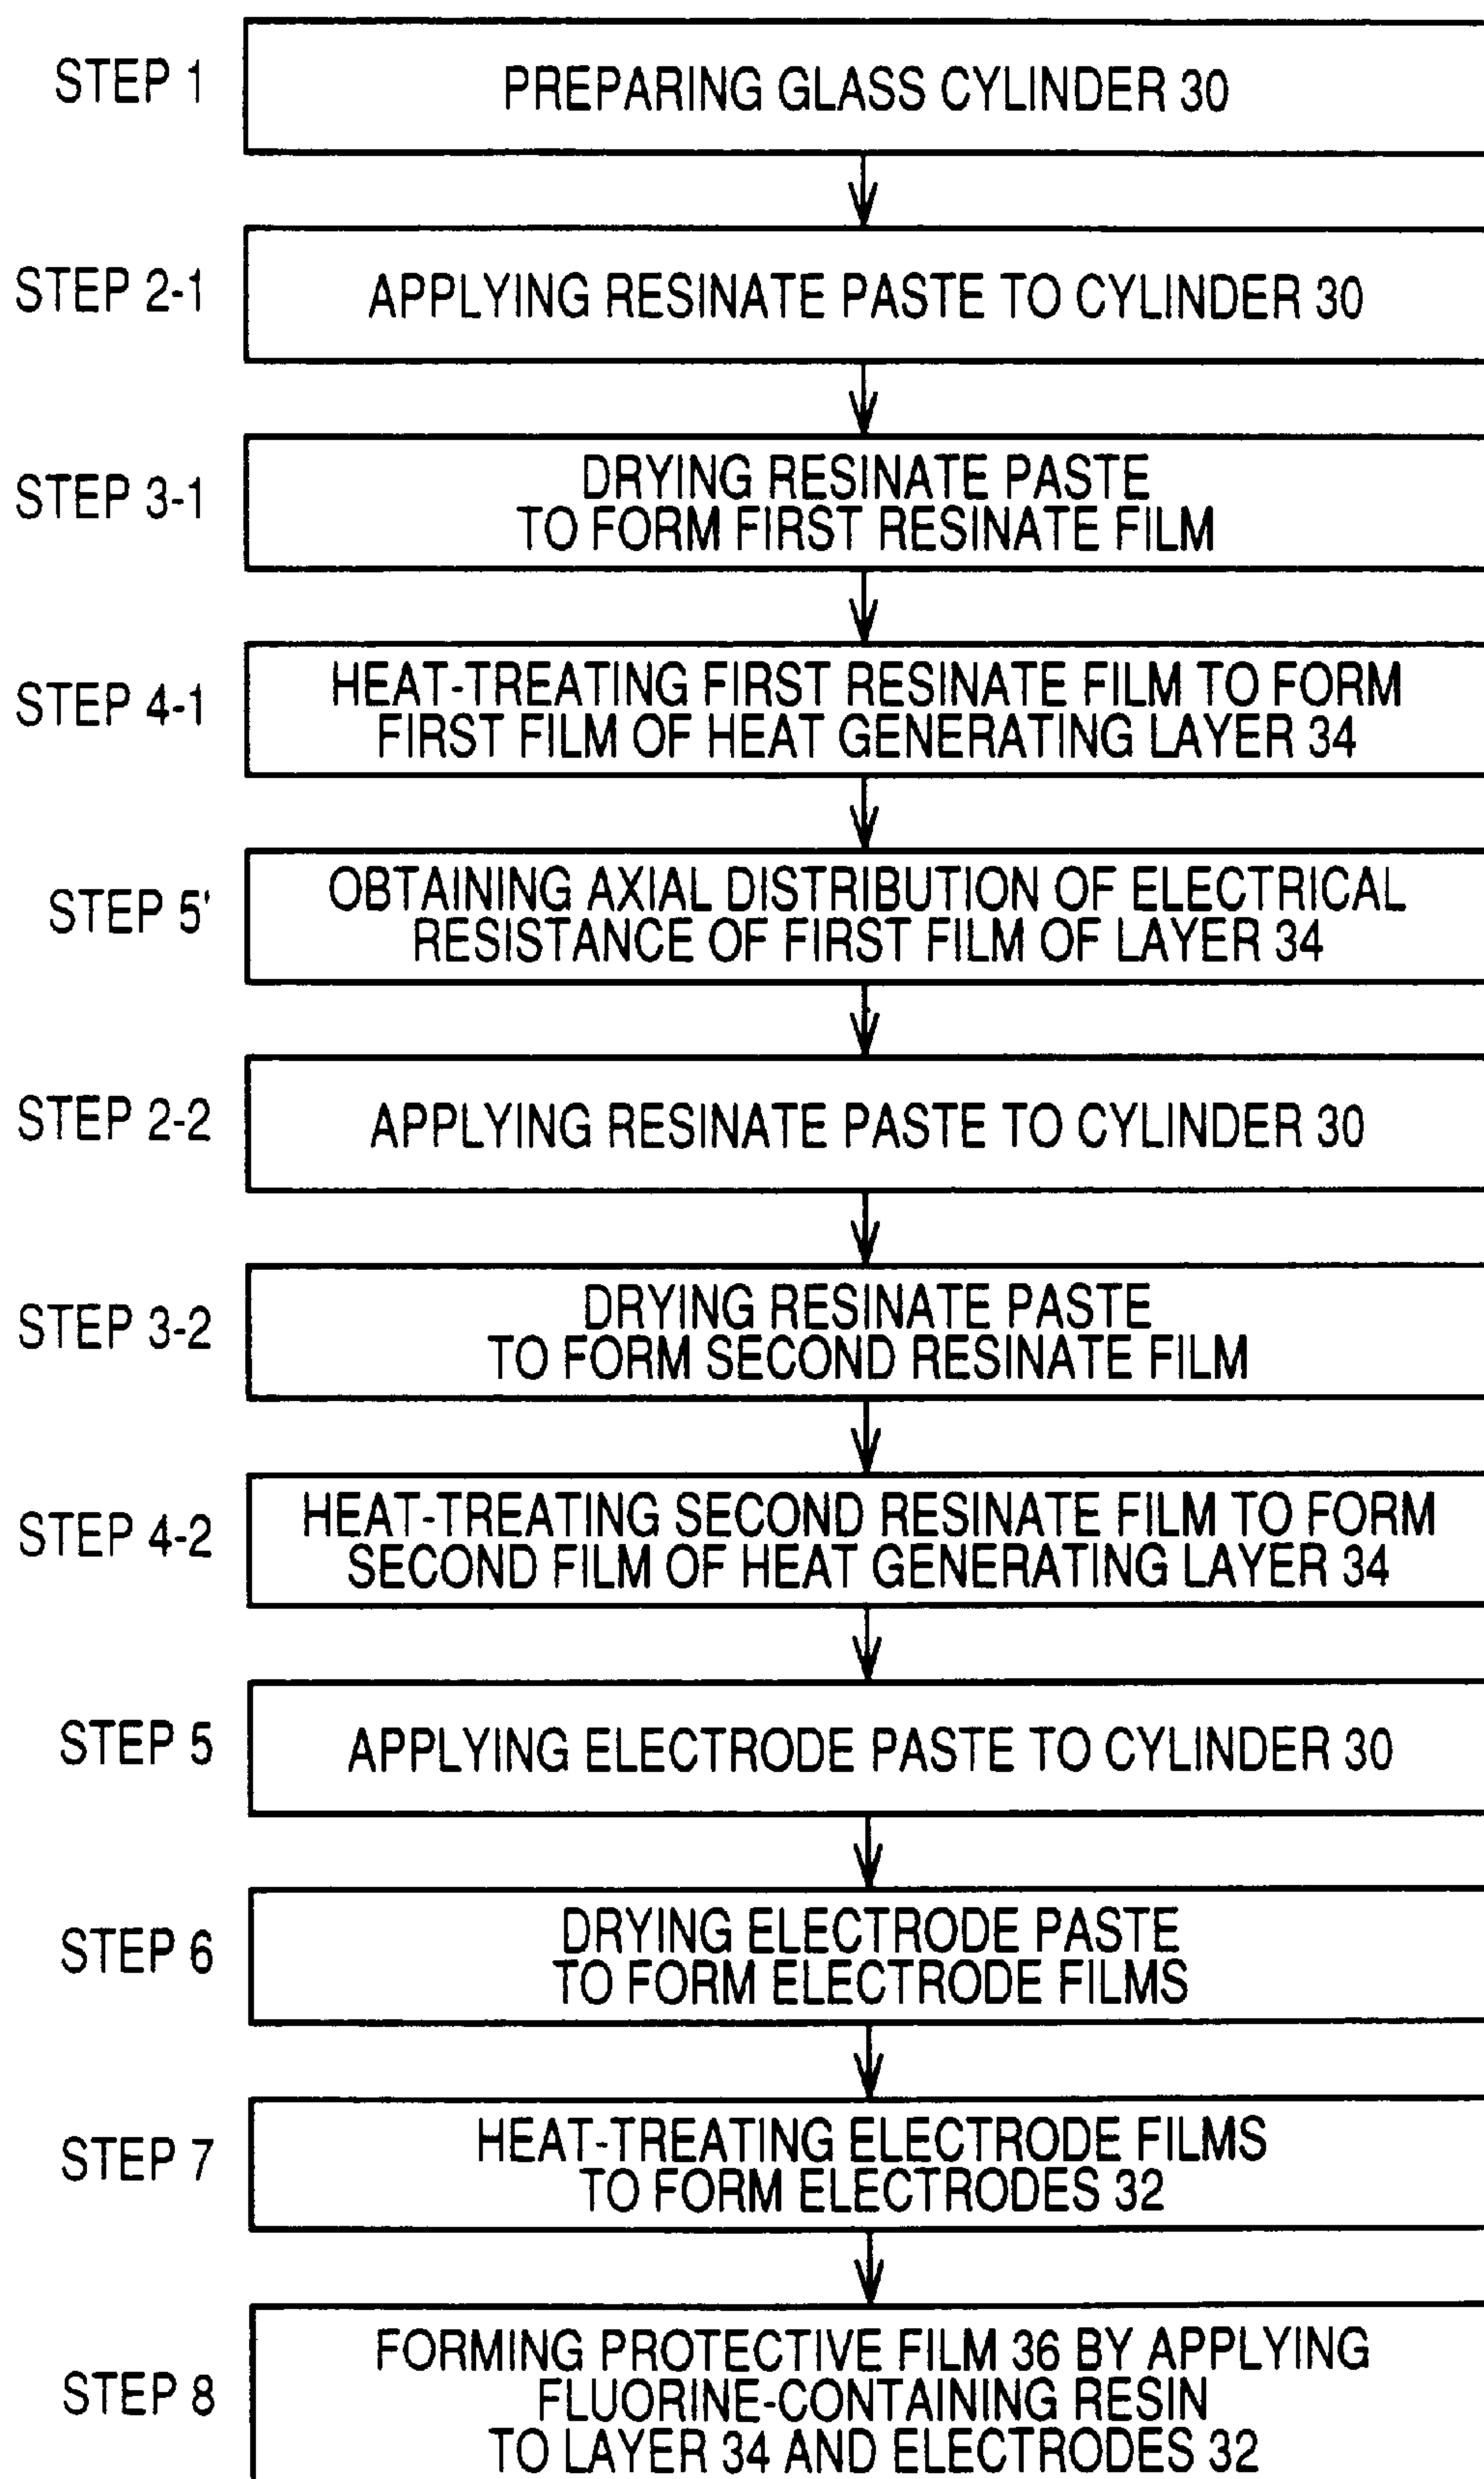 STEP 1
PREPARING GLASS CYLINDER 30
STEP 2-1
APPLYING RESINATE PASTE TO CYLINDER 30
STEP 3-1
DRYING RESINATE PASTE
TO FORM FIRST RESINATE FILM
STEP 4-1
HEAT-TREATING FIRST RESINATE FILM TO FORM
FIRST FILM OF HEAT GENERATING LAYER 34
STEP 5'
OBTAINING AXIAL DISTRIBUTION OF ELECTRICAL
RESISTANCE OF FIRST FILM OF LAYER 34
STEP 2-2
APPLYING RESINATE PASTE TO CYLINDER 30
STEP 3-2
DRYING RESINATE PASTE
TO FORM SECOND RESINATE FILM
STEP 4-2
HEAT-TREATING SECOND RESINATE FILM TO FORM
SECOND FILM OF HEAT GENERATING LAYER 34
STEP 5
APPLYING ELECTRODE PASTE TO CYLINDER 30
STEP 6
DRYING ELECTRODE PASTE
TO FORM ELECTRODE FILMS
STEP 7
HEAT-TREATING ELECTRODE FILMS
TO FORM ELECTRODES 32
STEP 8
FORMING PROTECTIVE FILM 36 BY APPLYING
FLUORINE-CONTAINING RESIN
TO LAYER 34 AND ELECTRODES 32